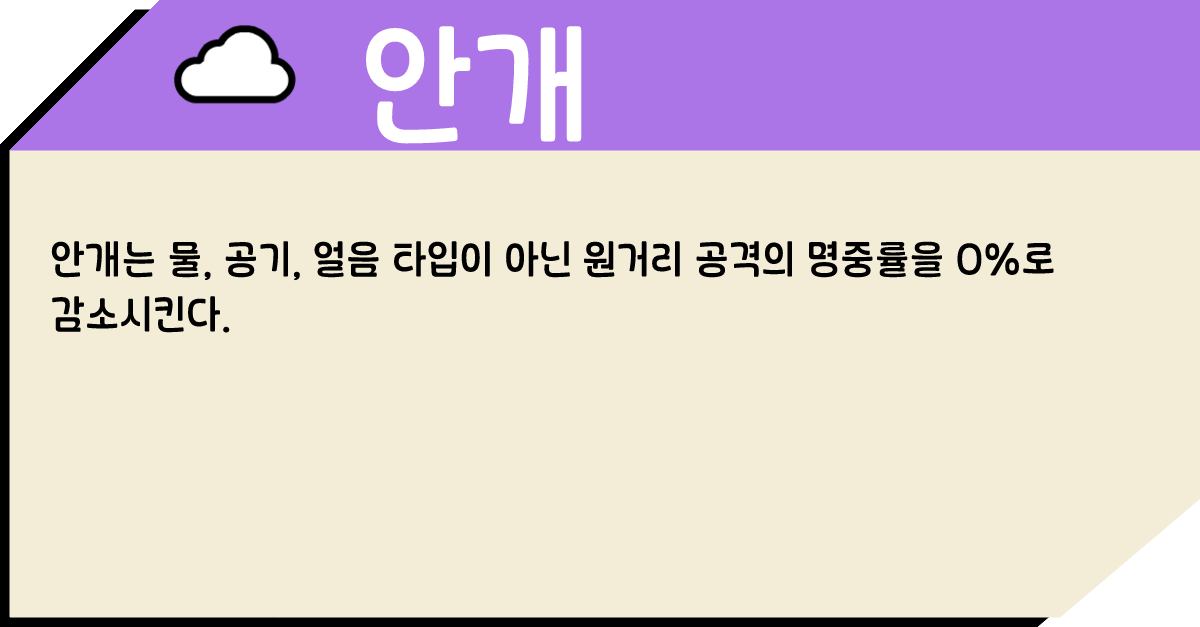 안개
안개는 물, 공기, 얼음 타입이 아닌 원거리 공격의 명중률을 0%로
감소시킨다.